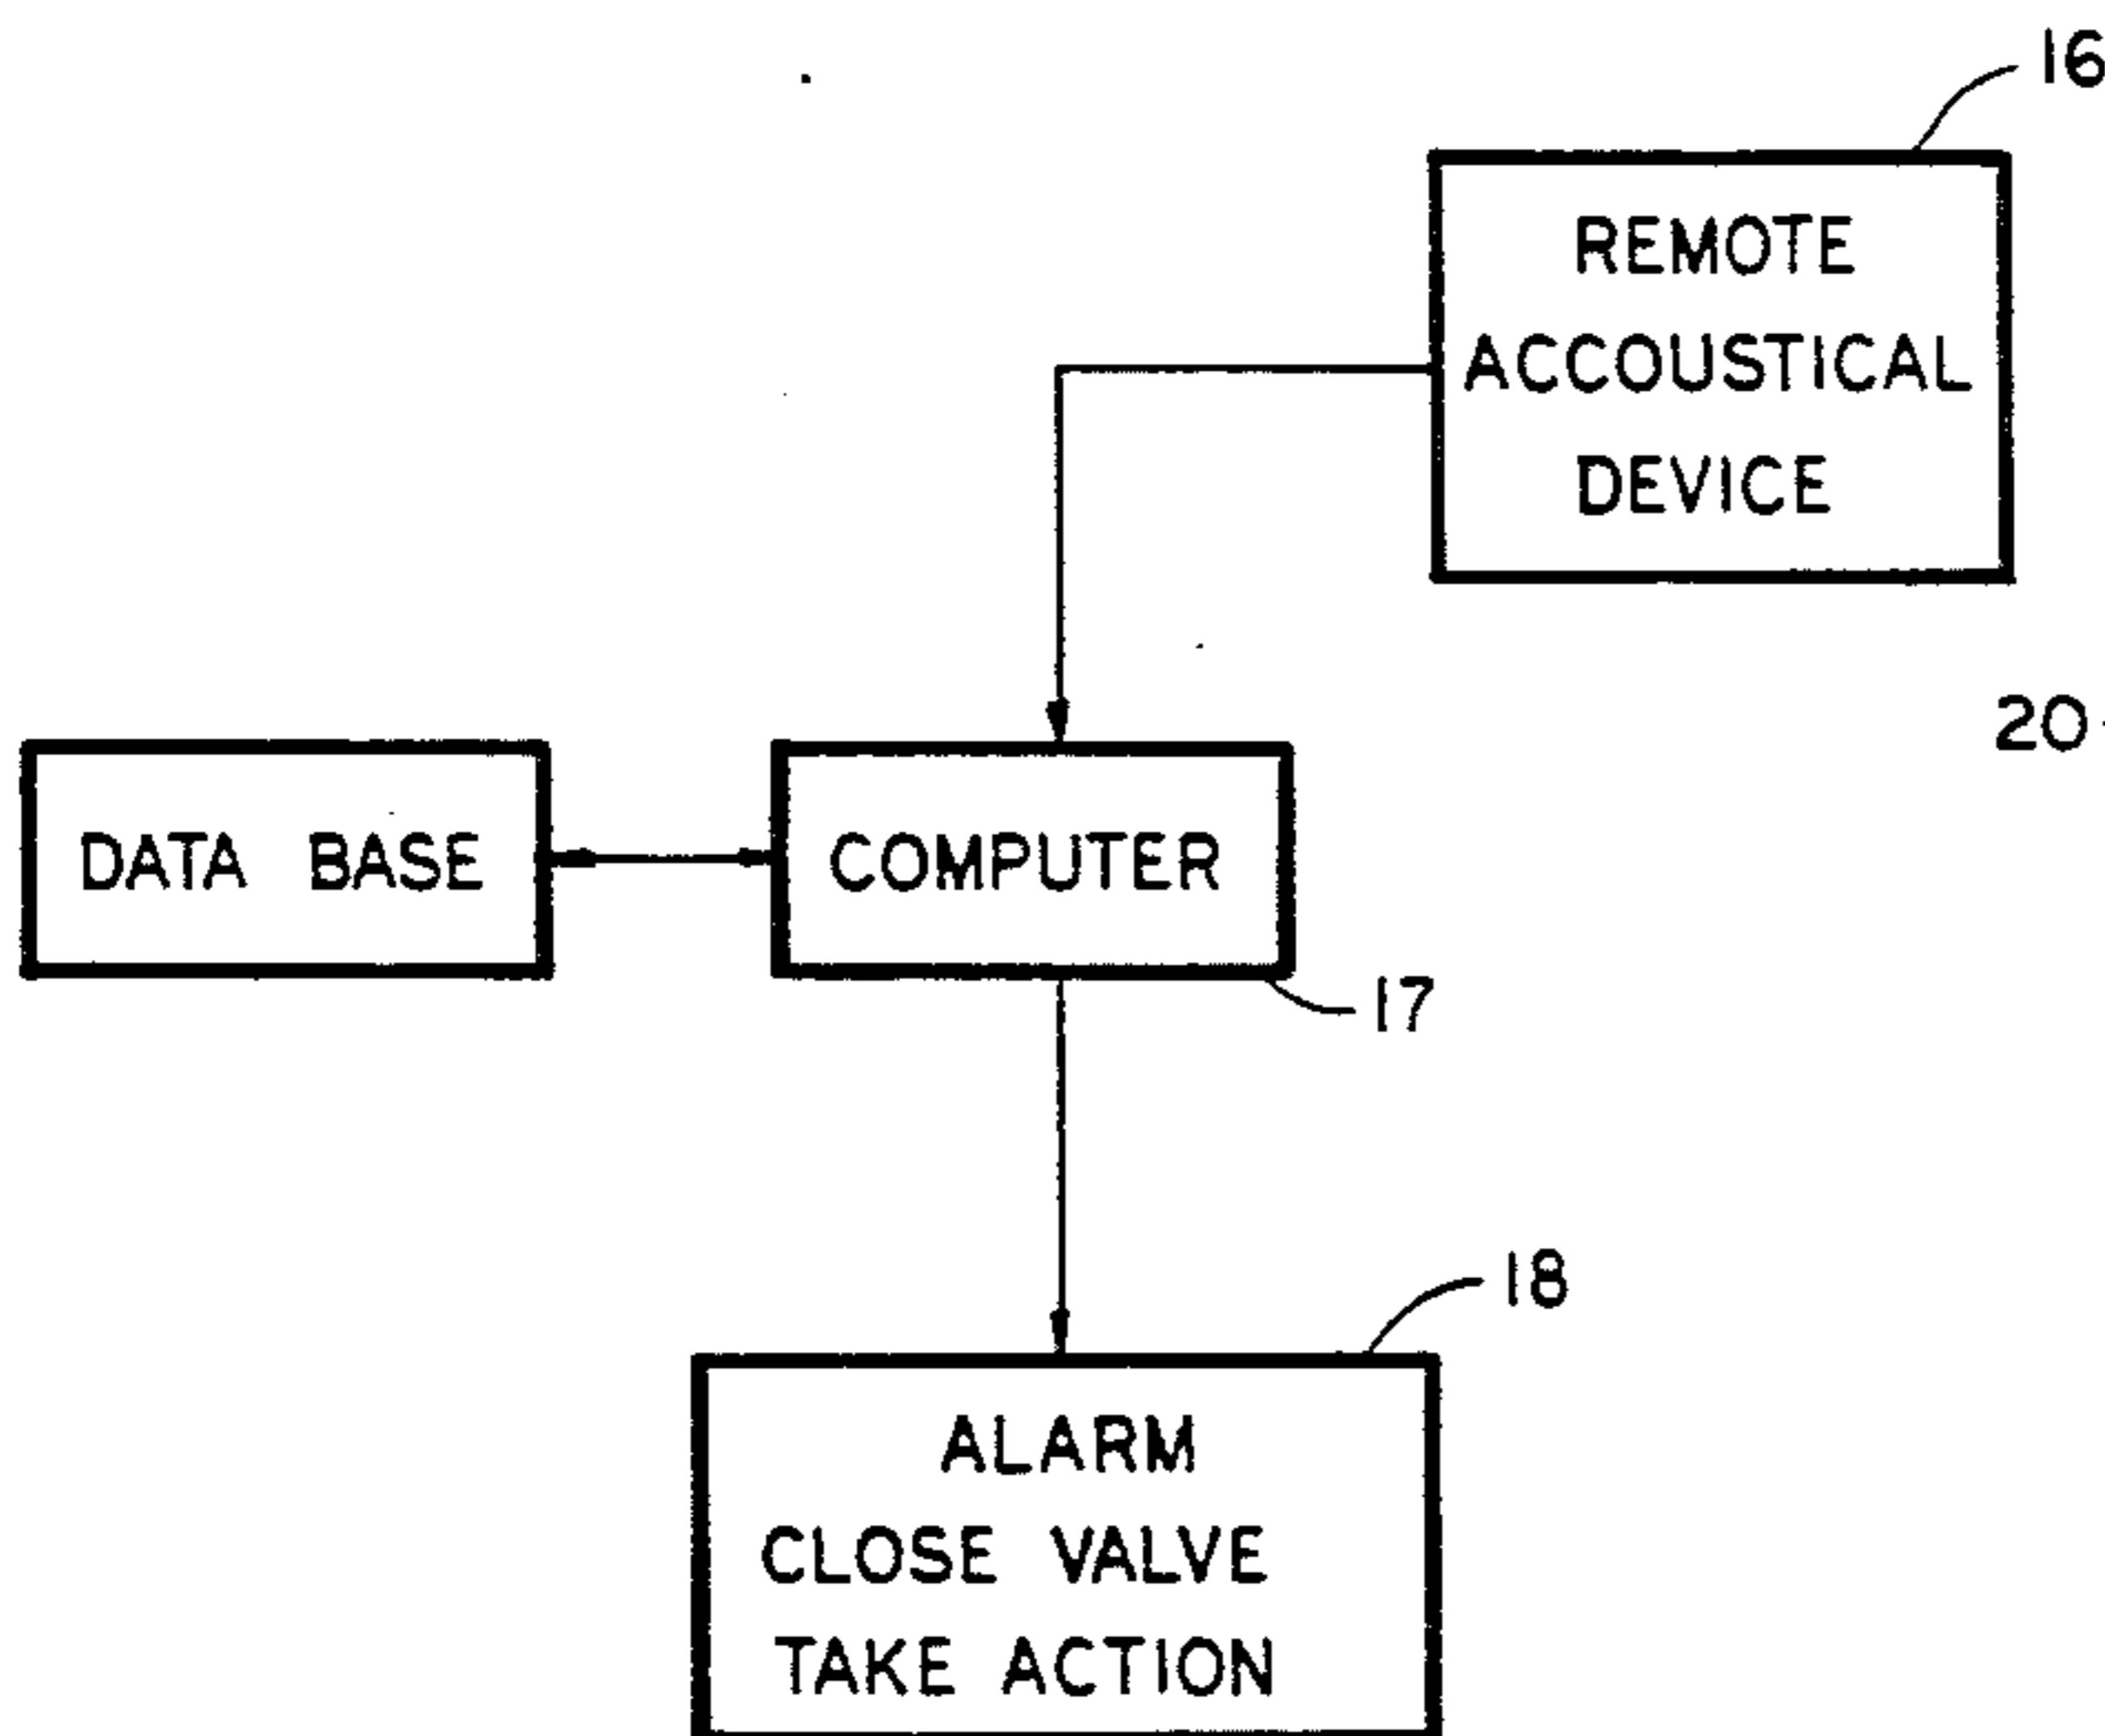 16
REMOTE
ACCOUSTICAL
DEVICE
20
DATA BASE
COMPUTER
17
18
ALARM
CLOSE VALVE
TAKE ACTION